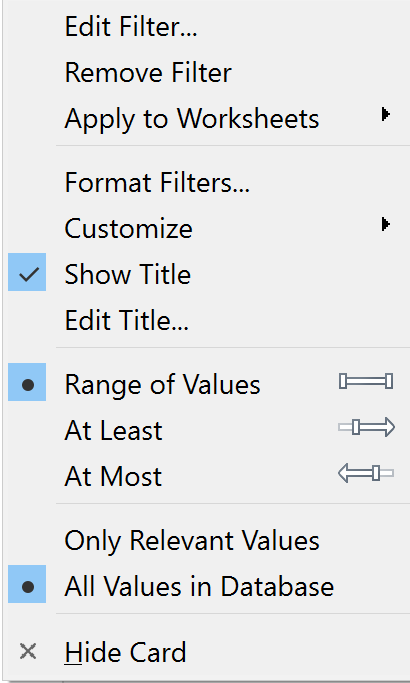 Edit Filter...
Remove Filter
Apply to Worksheets
Format Filters...
Customize
Show Title
Edit Title...
Range of Values
At Least
At Most
Only Relevant Values
All Values in Database
Hide Card